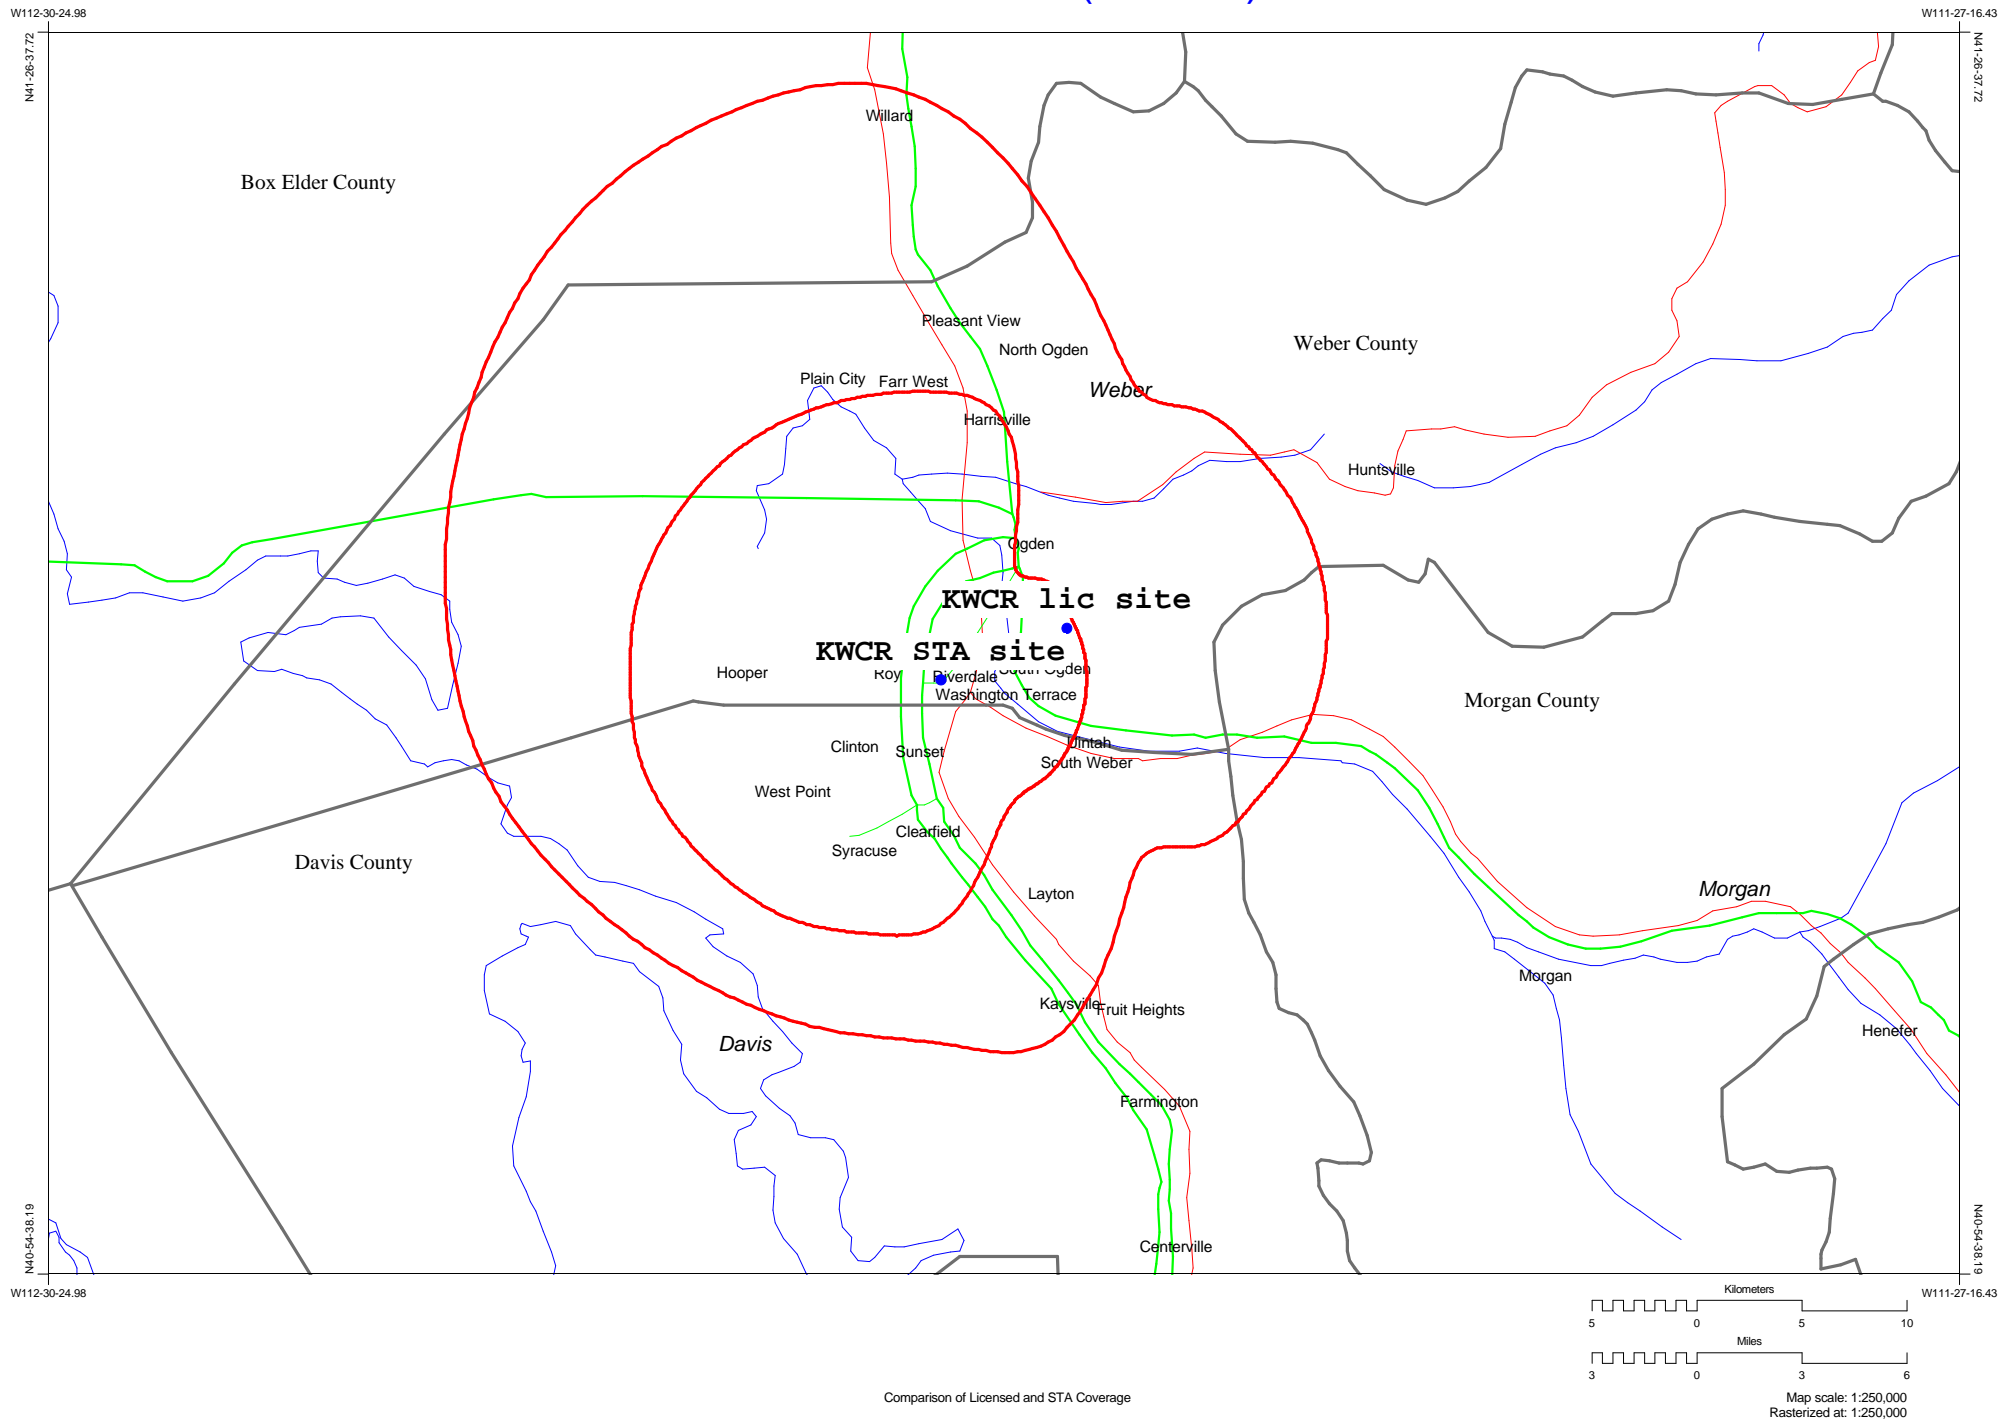 W112-30-24.98
W111-27-16.43
N41-26-37.72
N41-26-37.72
Willard
Box Elder County
Pleasant View
North Ogden
Weber County
Plain City
Farr West
Weber
Harrisville
Huntsville
Ogden
KWCR lic site
KWCR STA site
Hooper
Roy
Riverdale
South Ogden
Washington Terrace
Morgan County
Clinton
Sunset
Uintah
South Weber
West Point
Clearfield
Syracuse
Davis County
Layton
Morgan
Morgan
Kaysville
Fruit Heights
Henefer
Davis
Farmington
Centerville
N40-54-38.19
N40-54-38.19
W112-30-24.98
W111-27-16.43
Kilometers
5 0 5 10
Miles
3 0 3 6
Comparison of Licensed and STA Coverage
Map scale: 1:250,000
Rasterized at: 1:250,000